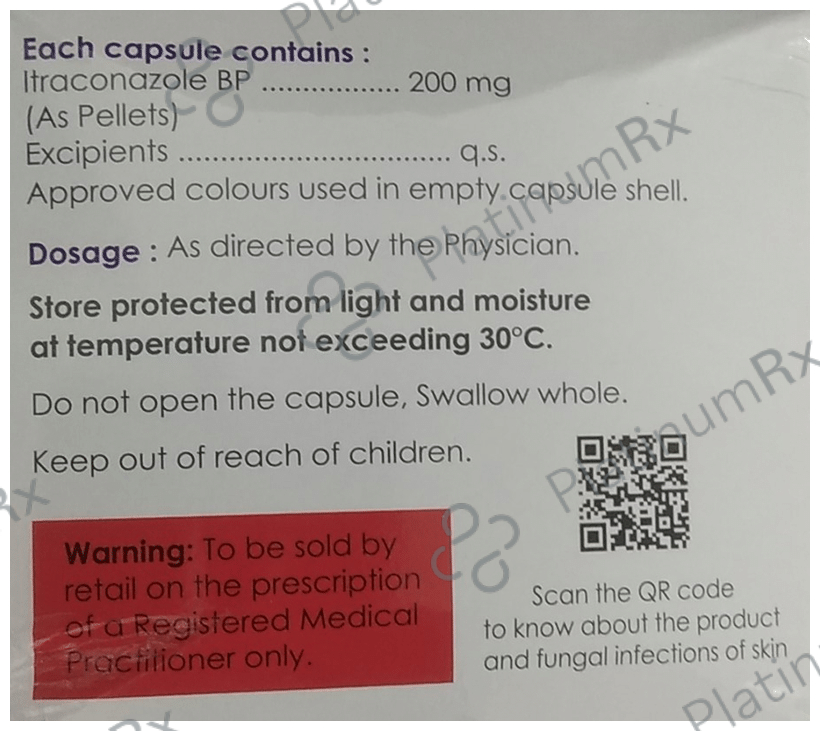 Each capsule contains :
Itraconazole BP ................. 200 mg
(As Pellets)
Excipients ................................. q.s.
Approved colours used in empty capsule shell.
Dosage : As directed by the Physician.
Store protected from light and moisture
at temperature not exceeding 30°C.
Do not open the capsule, Swallow whole.
Keep out of reach of children.
Warning: To be sold by
retail on the prescription
of a Registered Medical
Practitioner only.
Scan the QR code
to know about the product
and fungal infections of skin
PlatinumRx
PlatinumRx
Pla
Rx
Rx
Platin